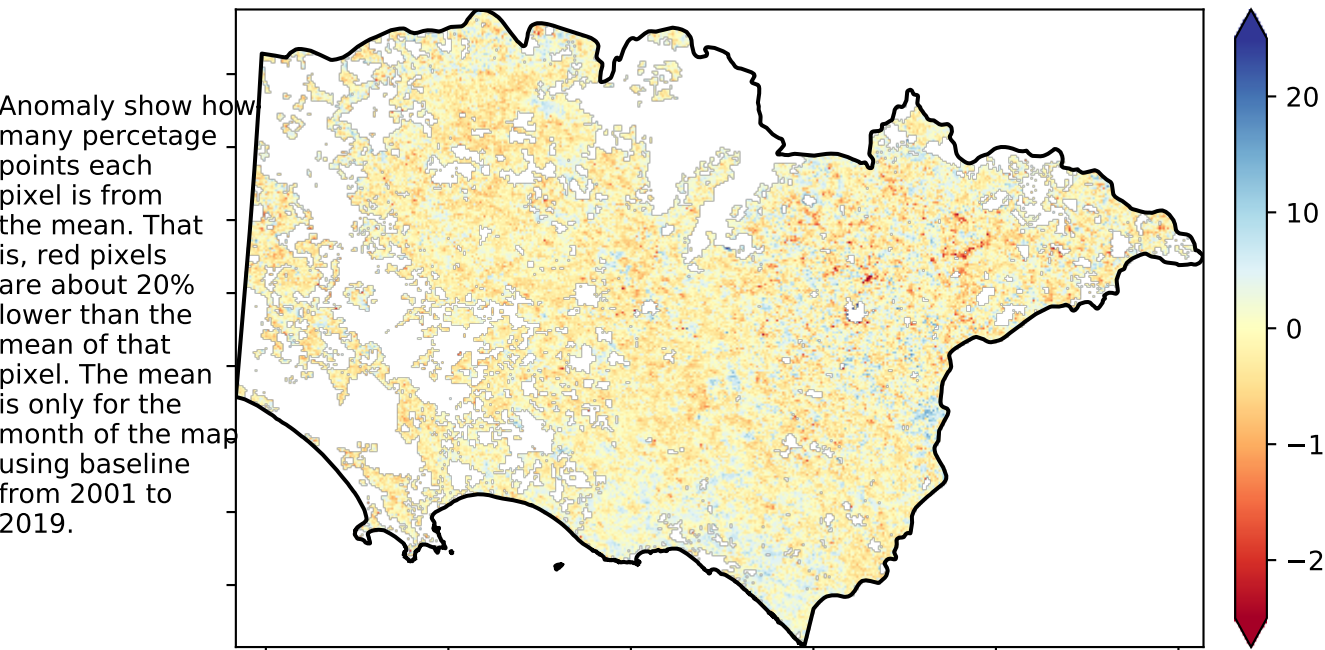 Anomaly show how
many percetage
points each
pixel is from
the mean. That
is, red pixels
are about 20%
lower than the
mean of that
pixel. The mean
is only for the
month of the map
using baseline
from 2001 to
2019.
20
10
0
−1
−2